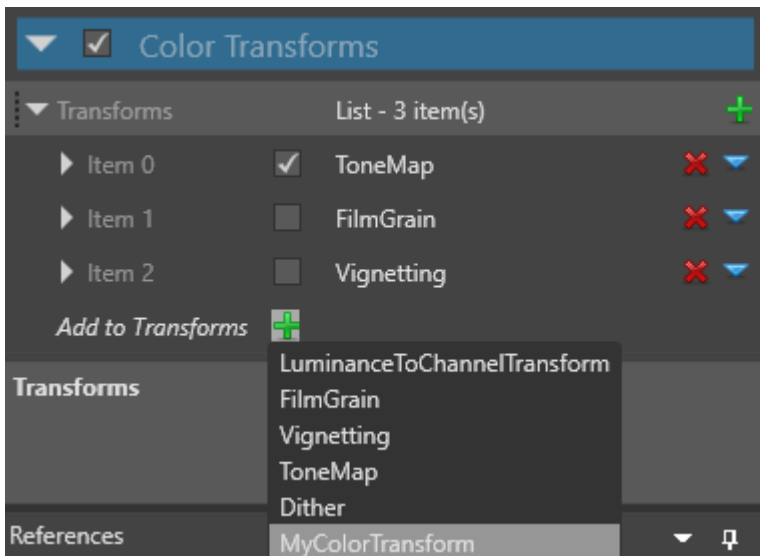 Color Transforms
Transforms List - 3 item(s)
Item 0 ToneMap
Item 1 FilmGrain
Item 2 Vignetting
Add to Transforms
LuminanceToChannelTransform
Transforms
FilmGrain
Vignetting
ToneMap
Dither
References
MyColorTransform